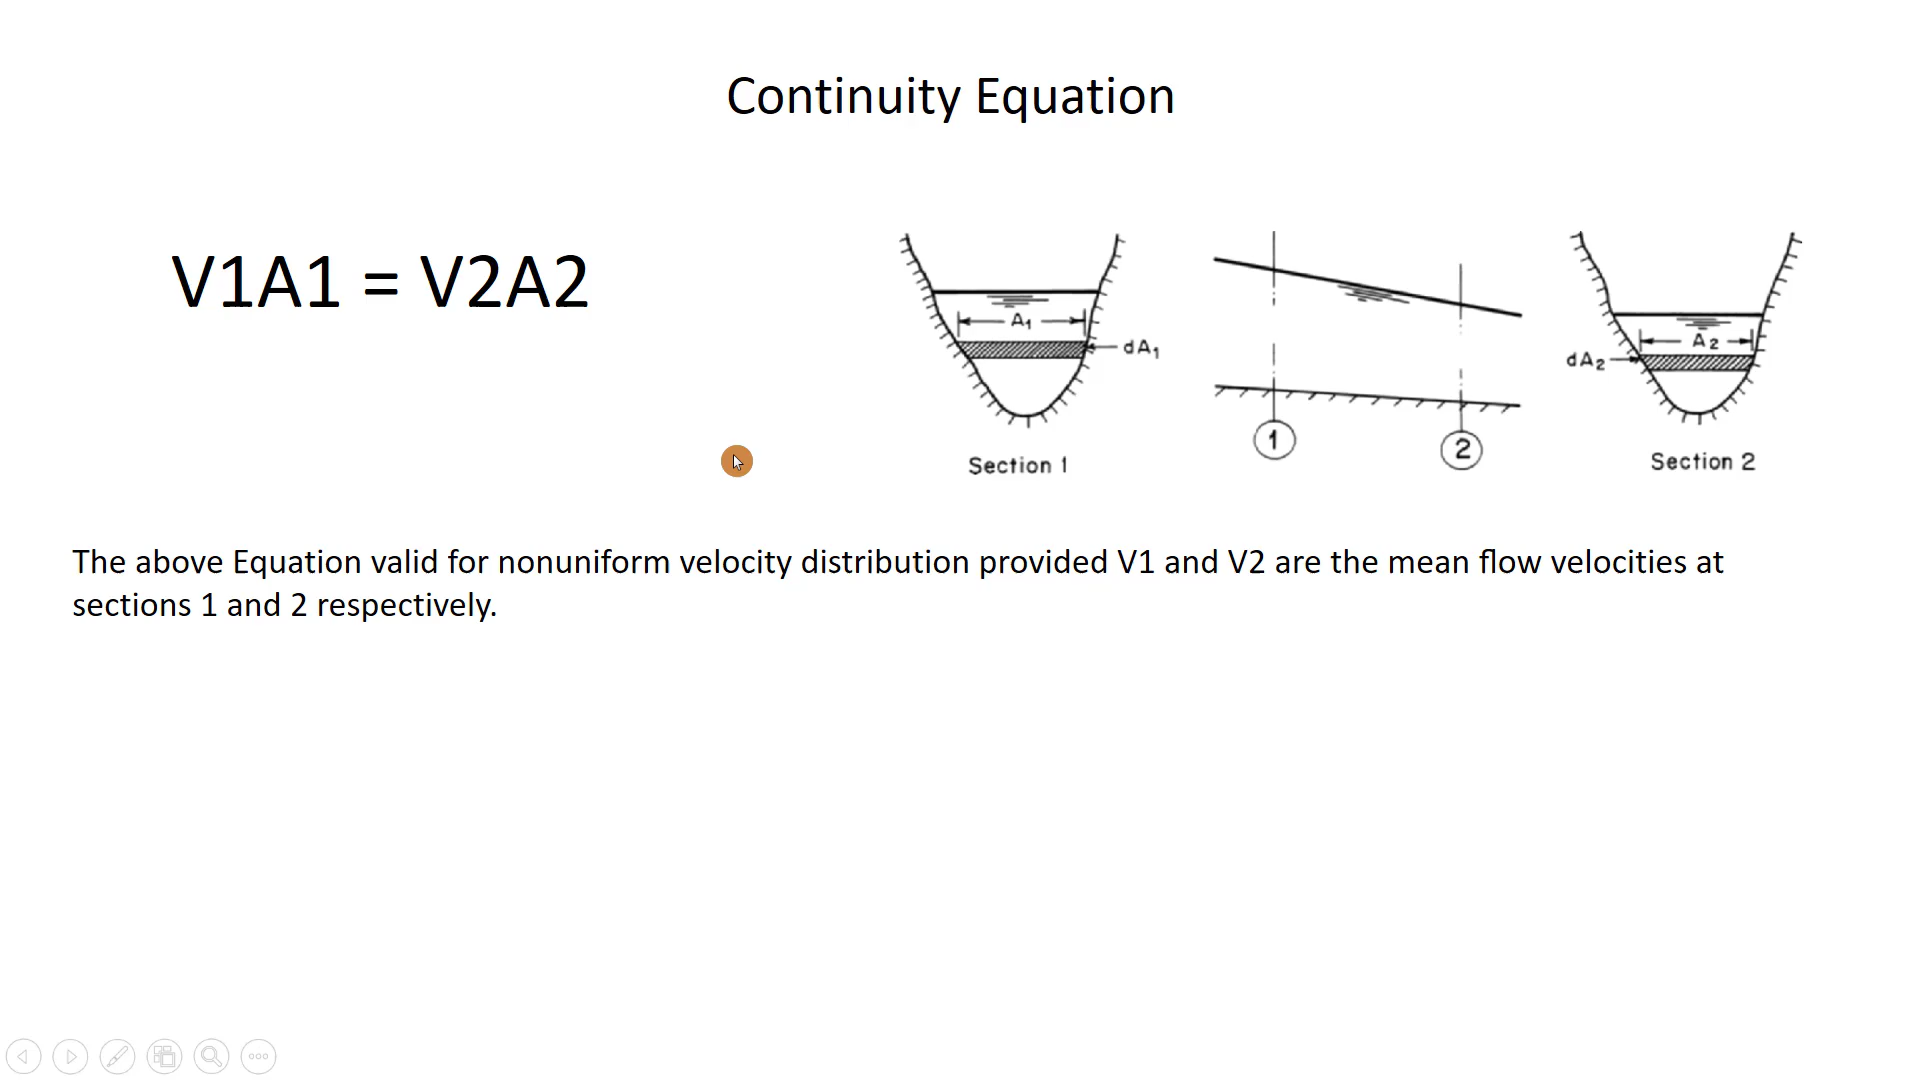 Continuity Equation
V1A1 = V2A2
A1
dA1
Section 1
1
2
A2
dA2
Section 2
The above Equation valid for nonuniform velocity distribution provided V1 and V2 are the mean flow velocities at
sections 1 and 2 respectively.